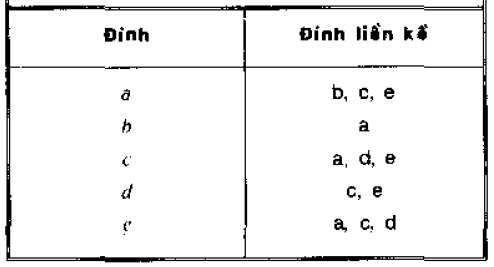 Đỉnh Đỉnh liền kề
a b, c, e
b a
c a, d, e
d c, e
e a, c, d